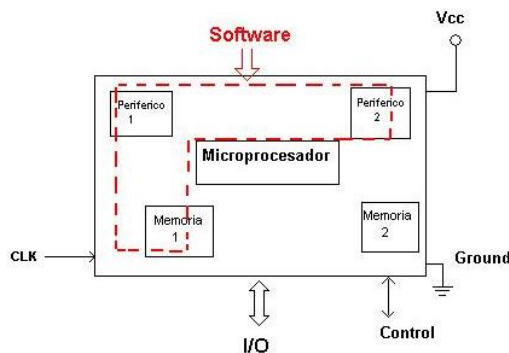 Software
Vcc
Periferico
1
Periferico
2
Microprocesador
Memoria
1
Memoria
2
CLK
Ground
I/O
Control